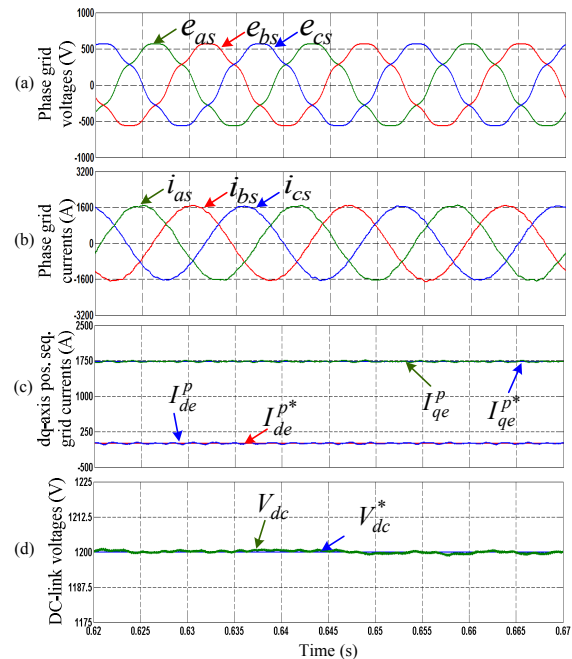 (a)
Phase grid
voltages (V)
1000
500
0
-500
1000
e_as e_bs e_cs
(b)
Phase grid
currents (A)
3200
1600
0
-1600
-3200
i_as i_bs i_cs
(c)
dq-axis pos. seq.
grid currents (A)
2500
1750
1000
250
-500
I^p_de I^p*_de I^p_qe I^p*_qe
(d)
DC-link voltages (V)
1225
1212.5
1200
1187.5
1175
V_dc V^*_dc
0.62 0.625 0.63 0.635 0.64 0.645 0.65 0.655 0.66 0.665 0.67
Time (s)